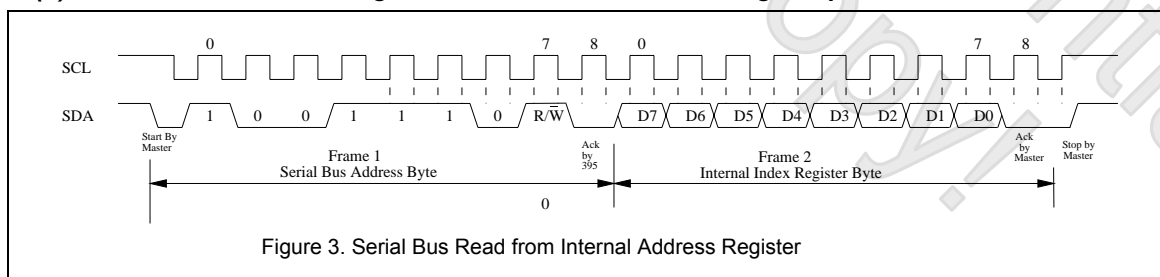 0 7 8 0 7 8
SCL
SDA 1 0 0 1 1 1 0 R/W̅ D7 D6 D5 D4 D3 D2 D1 D0
Start By
Master
Ack
by
395
Ack
by
Master
Stop by
Master
Frame 1
Serial Bus Address Byte
Frame 2
Internal Index Register Byte
0
Figure 3. Serial Bus Read from Internal Address Register